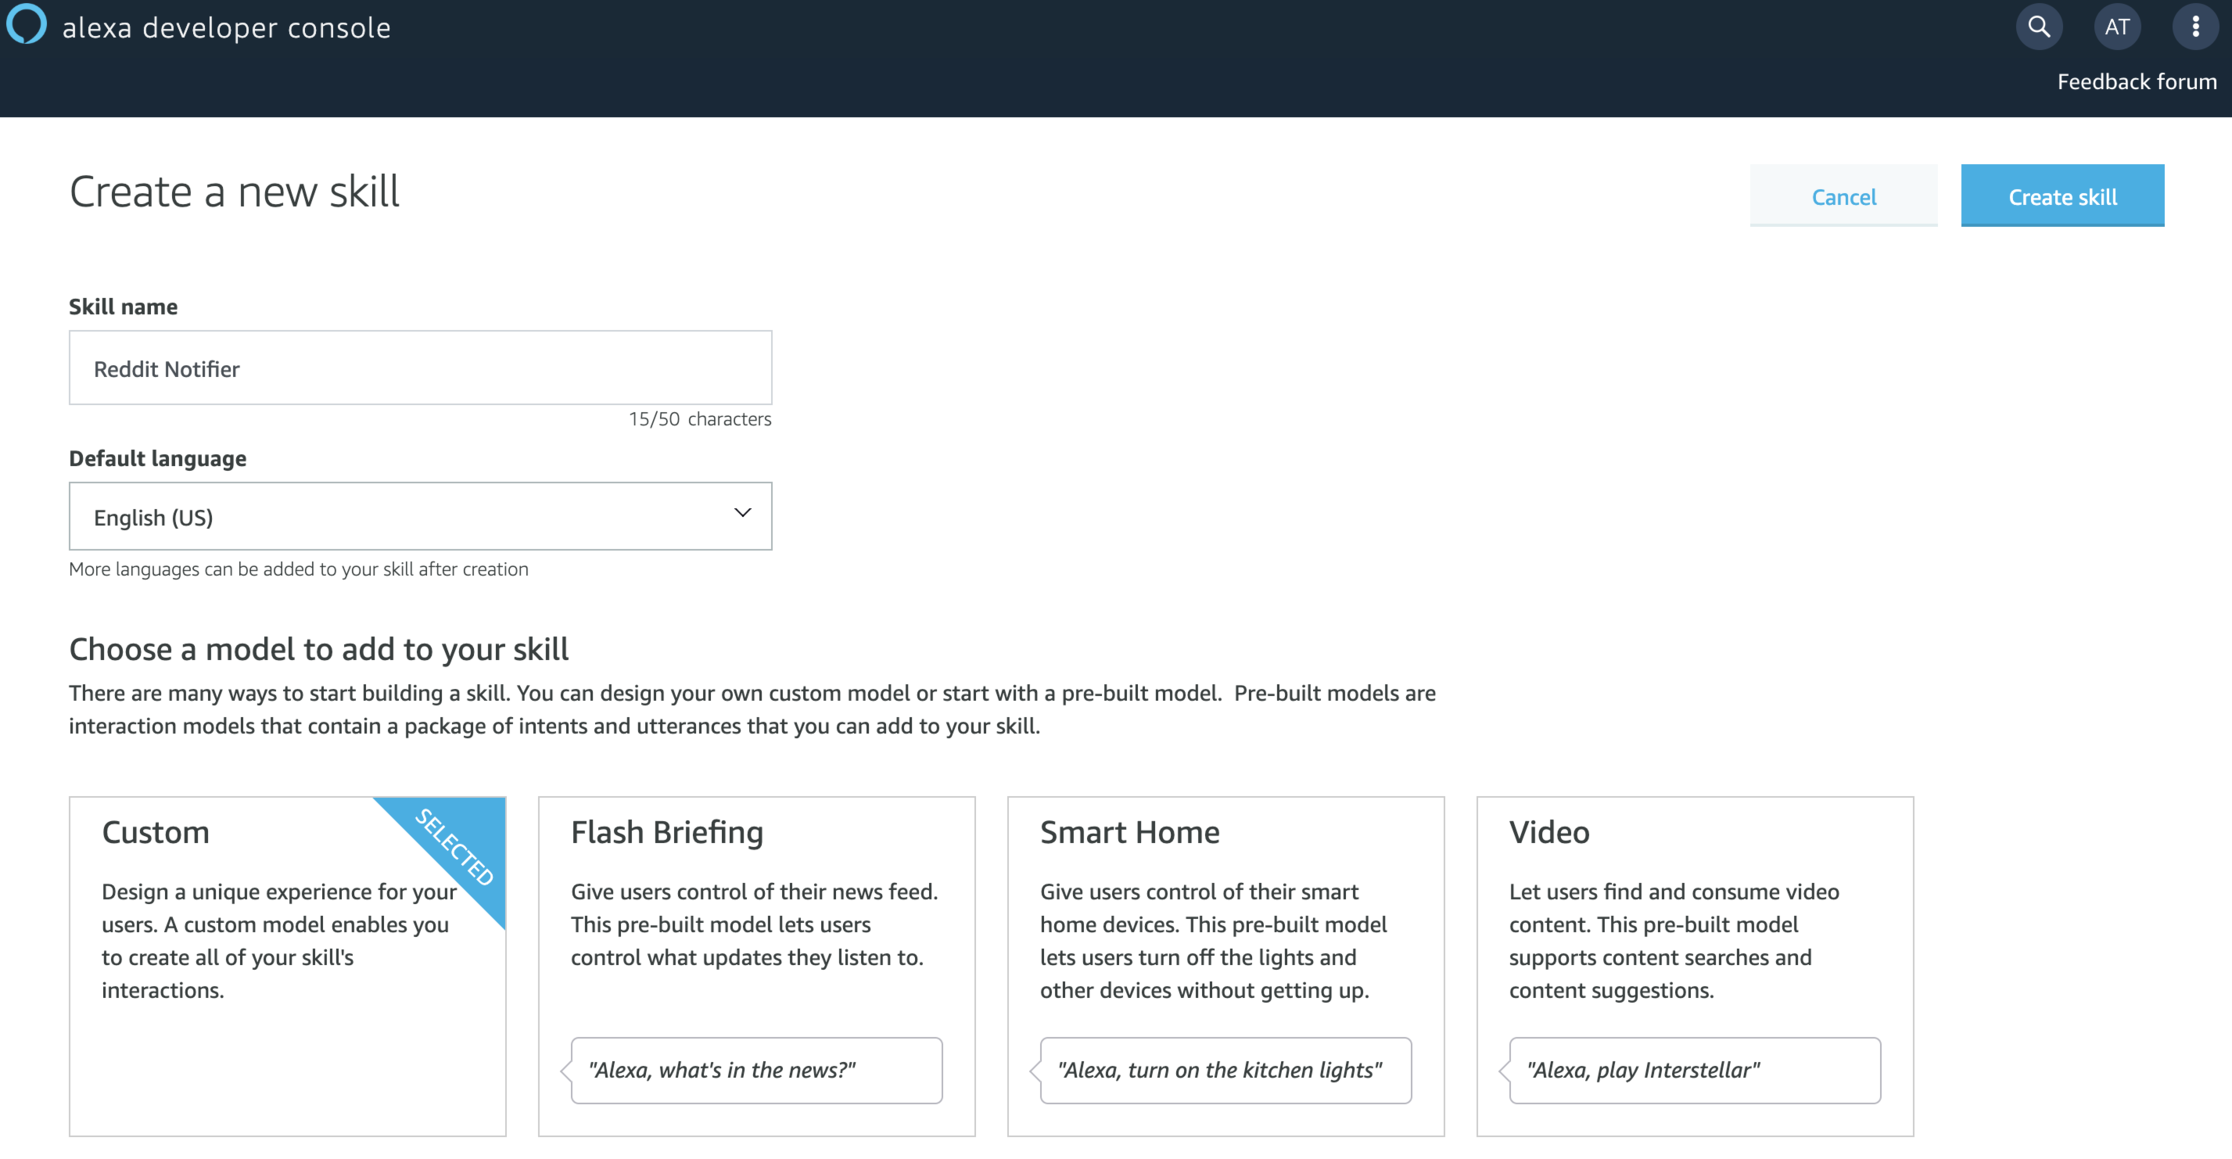 alexa developer console
AT
Feedback forum
Create a new skill
Cancel
Create skill
Skill name
Reddit Notifier
15/50 characters
Default language
English (US)
More languages can be added to your skill after creation
Choose a model to add to your skill
There are many ways to start building a skill. You can design your own custom model or start with a pre-built model. Pre-built models are
interaction models that contain a package of intents and utterances that you can add to your skill.
Custom
SELECTED
Design a unique experience for your
users. A custom model enables you
to create all of your skill's
interactions.
Flash Briefing
Give users control of their news feed.
This pre-built model lets users
control what updates they listen to.
"Alexa, what's in the news?"
Smart Home
Give users control of their smart
home devices. This pre-built model
lets users turn off the lights and
other devices without getting up.
"Alexa, turn on the kitchen lights"
Video
Let users find and consume video
content. This pre-built model
supports content searches and
content suggestions.
"Alexa, play Interstellar"